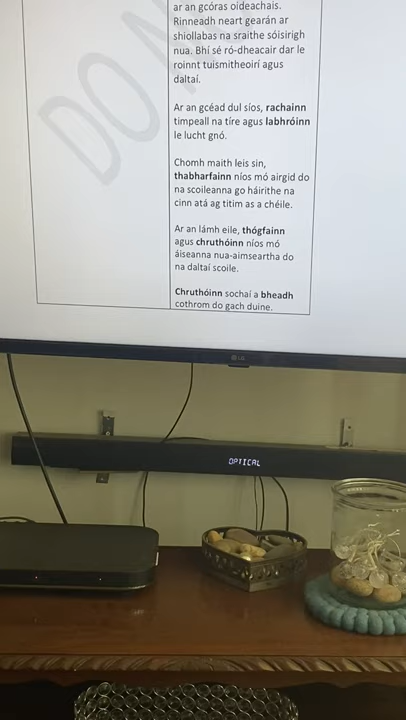 ar an gcóras oideachais.
Rinneadh neart gearán ar
shiollabas na sraithe sóisirigh
nua. Bhí sé ró-dheacair dar le
roinnt tuismitheoirí agus
daltaí.
Ar an gcéad dul síos, rachainn
timpeall na tíre agus labhróinn
le lucht gnó.
Chomh maith leis sin,
thabharfainn níos mó airgid do
na scoileanna go háirithe na
cinn atá ag titim as a chéile.
Ar an lámh eile, thógfainn
agus chruthóinn níos mó
áiseanna nua-aimseartha do
na daltaí scoile.
Chruthóinn sochaí a bheadh
cothrom do gach duine.
DO N
LG
OPTICAL